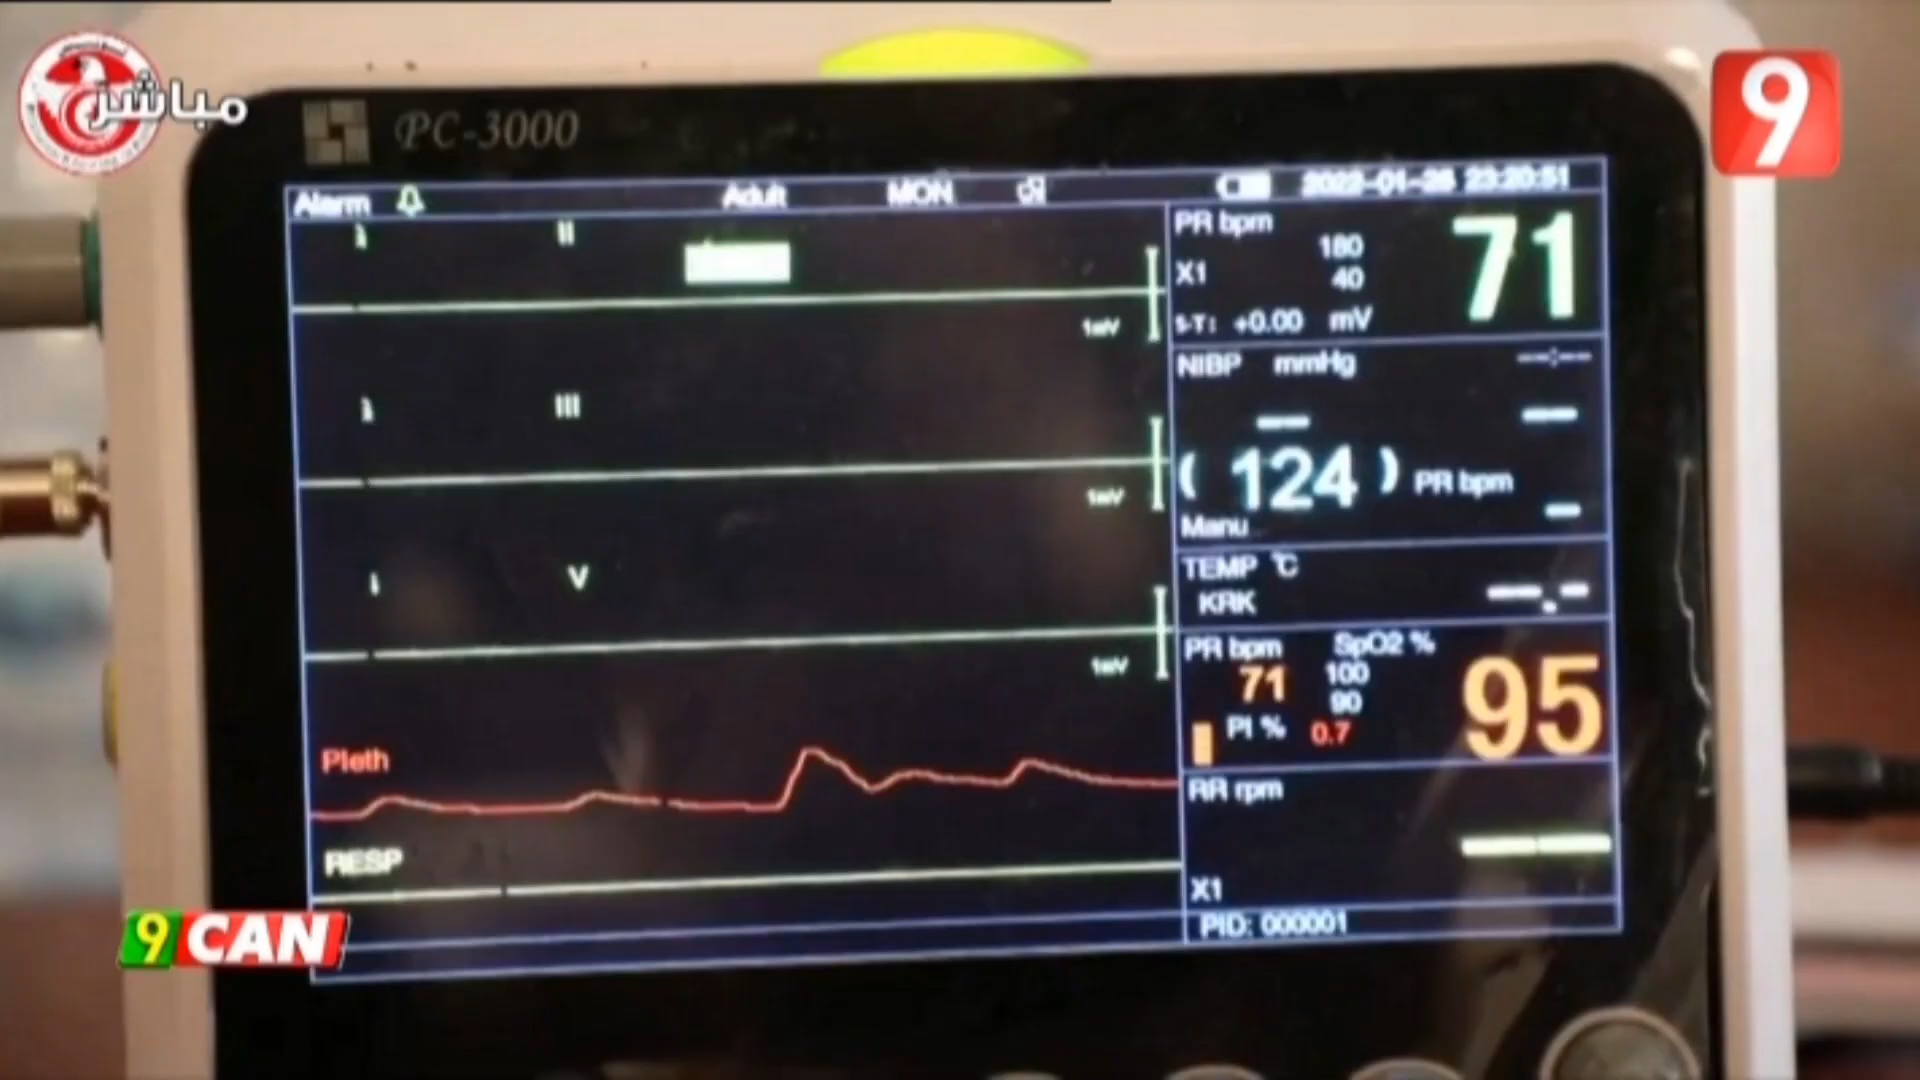 مباشر
9
PC-3000
Alarm Adult MON 2022-01-26 23:20:51
II
1mV
III
1mV
V
1mV
Pleth
RESP
PR bpm 71
180
X1 40
S-T: +0.00 mV
NIBP mmHg --:--
( 124 ) PR bpm
Manu
TEMP ℃
KRK
PR bpm SpO2 % 95
71 100
90
PI % 0.7
RR rpm
X1
PID: 000001
9 CAN